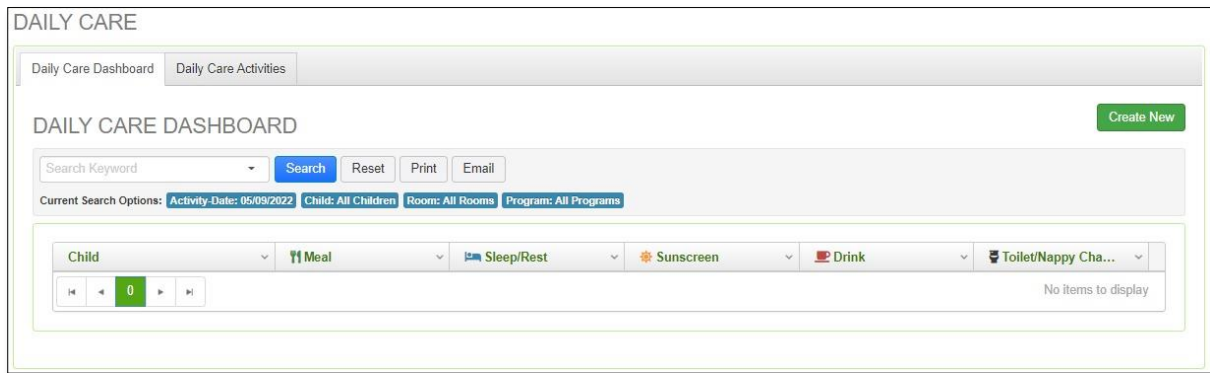 DAILY CARE
Daily Care Dashboard Daily Care Activities
DAILY CARE DASHBOARD
Create New
Search Keyword Search Reset Print Email
Current Search Options: Activity-Date: 05/09/2022 Child: All Children Room: All Rooms Program: All Programs
Child Meal Sleep/Rest Sunscreen Drink Toilet/Nappy Cha...
0 No items to display